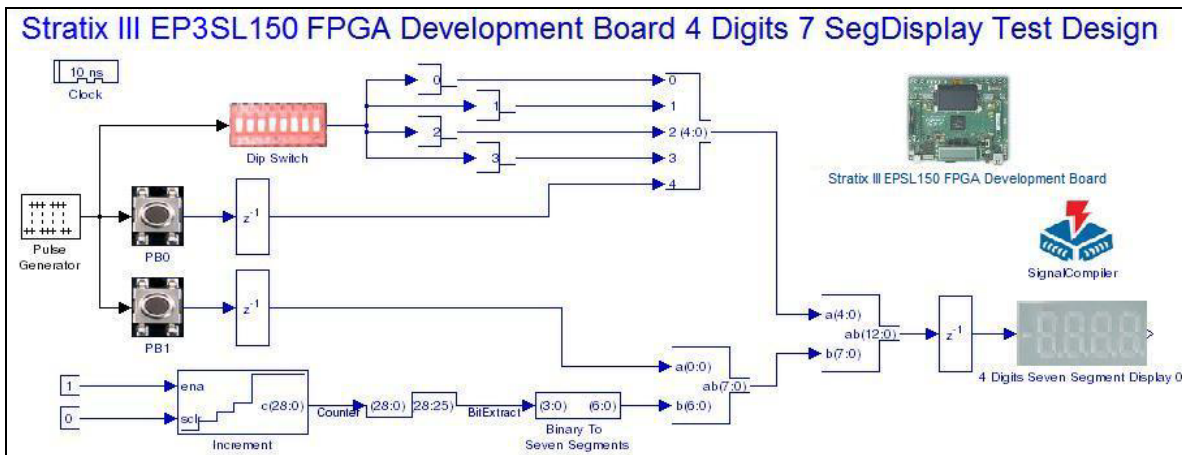 Stratix III EP3SL150 FPGA Development Board 4 Digits 7 SegDisplay Test Design
10 ns
Clock
Dip Switch
0
1
2
3
0
1
2 (4:0)
3
4
Stratix III EPSL150 FPGA Development Board
Pulse
Generator
PB0
z-1
SignalCompiler
PB1
z-1
a(4:0)
ab(12:0)
b(7:0)
z-1
4 Digits Seven Segment Display 0
a(0:0)
ab(7:0)
b(6:0)
1
0
ena
sclr
c(28:0)
Increment
Counter
(28:0)
(28:25)
BitExtract
(3:0)
(6:0)
Binary To
Seven Segments